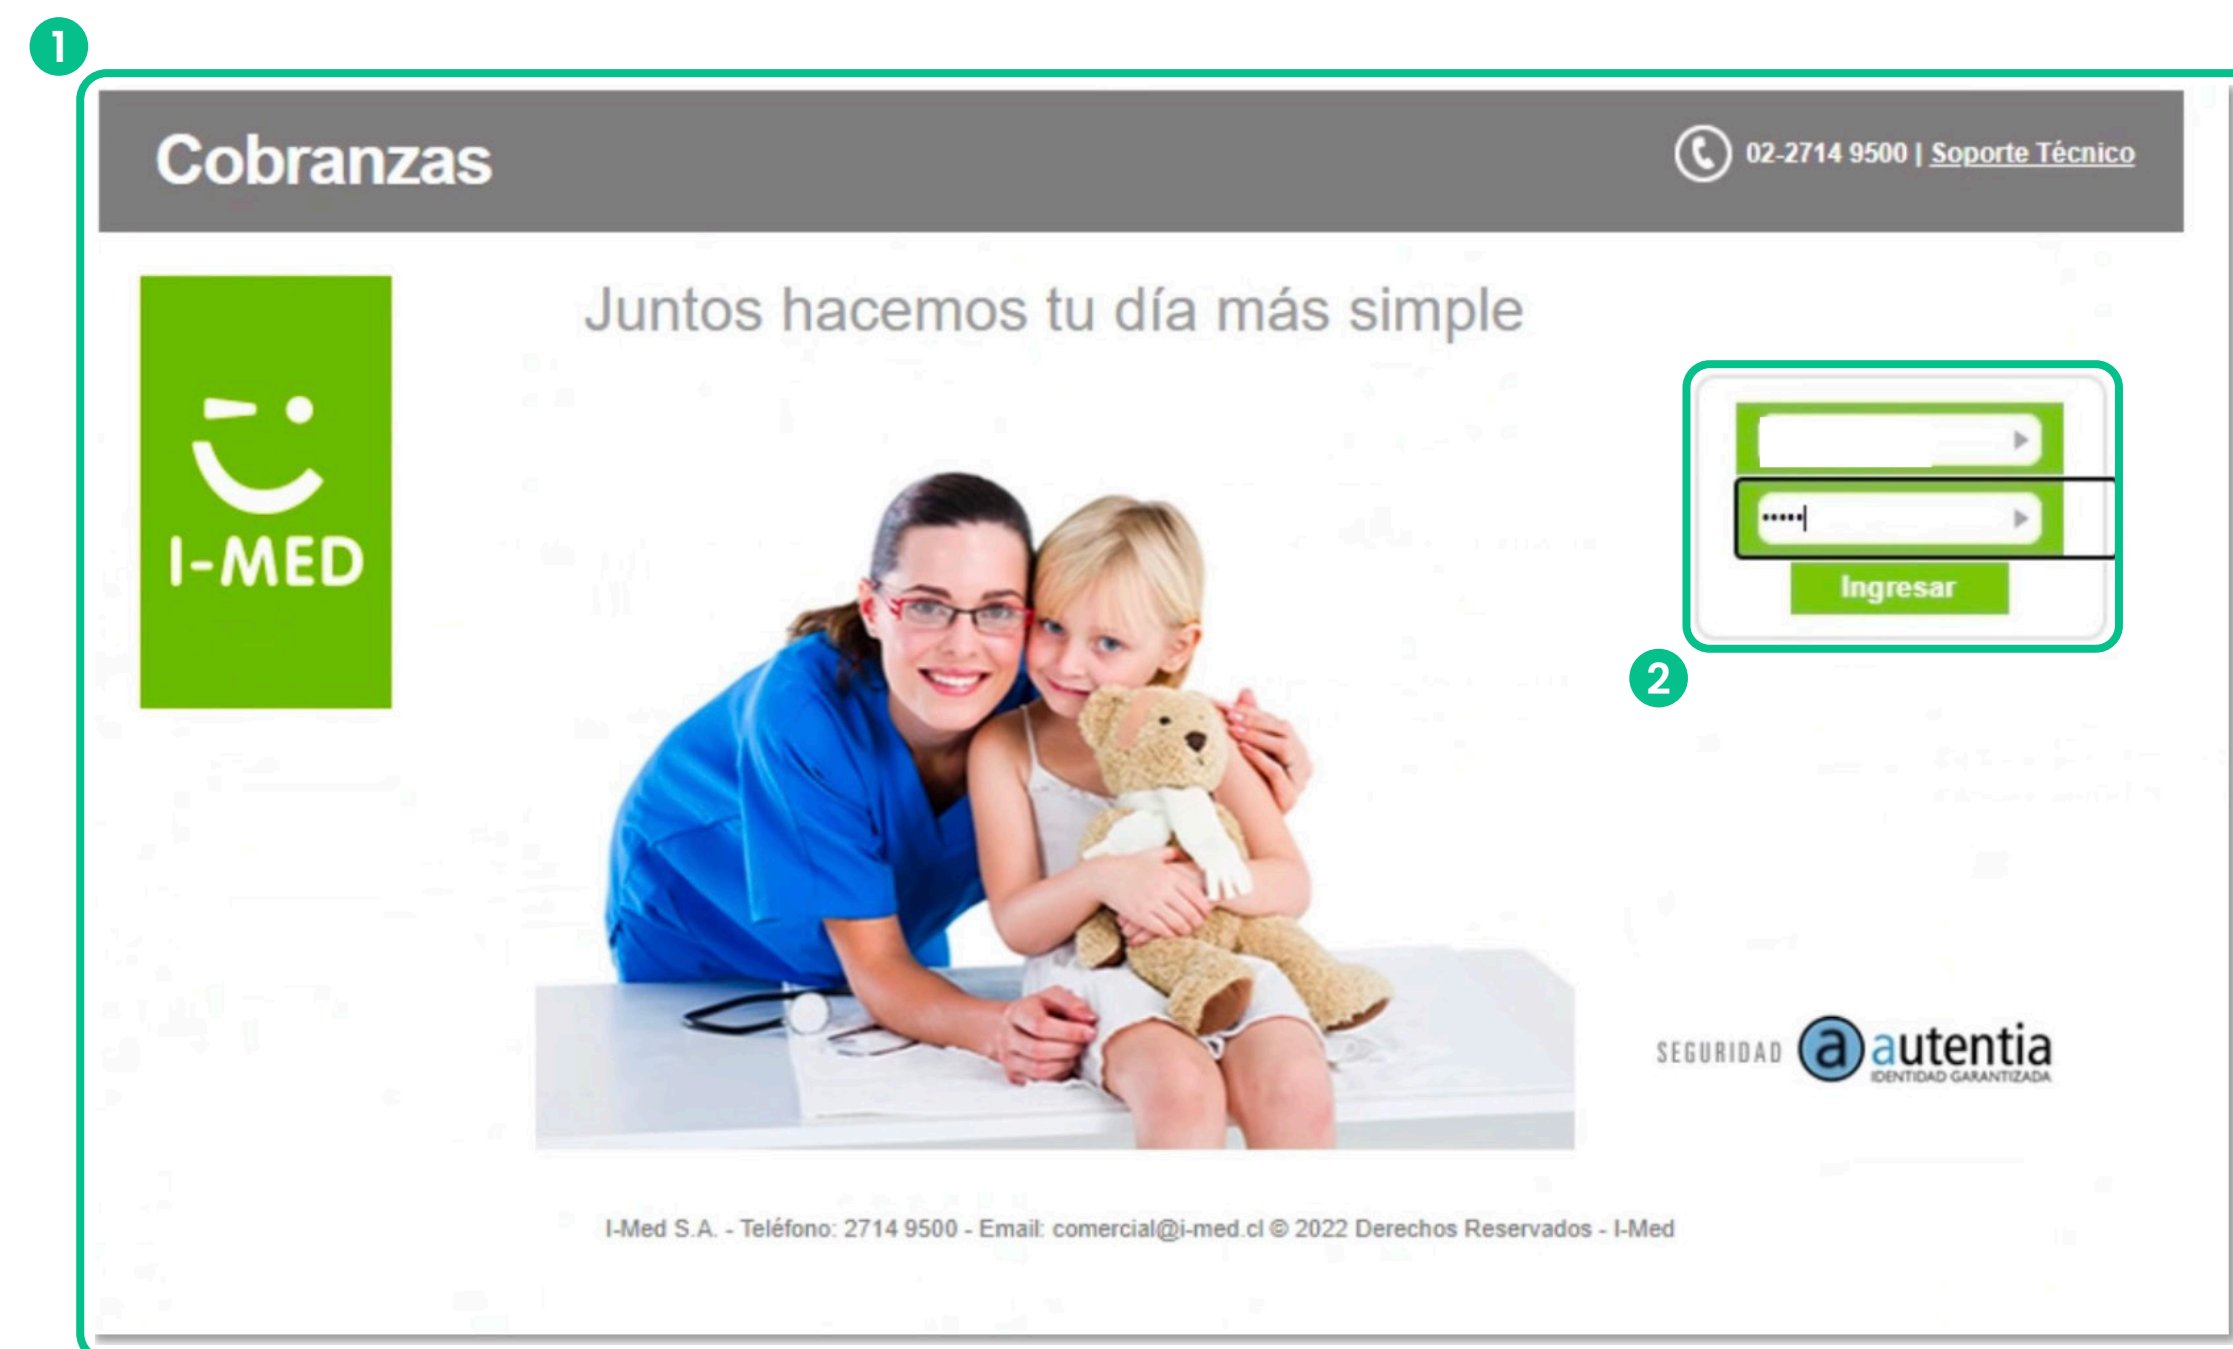 1
Cobranzas
02-2714 9500 | Soporte Técnico
Juntos hacemos tu día más simple
I-MED
•••••
Ingresar
2
SEGURIDAD a autentia
IDENTIDAD GARANTIZADA
I-Med S.A. - Teléfono: 2714 9500 - Email: comercial@i-med.cl © 2022 Derechos Reservados - I-Med